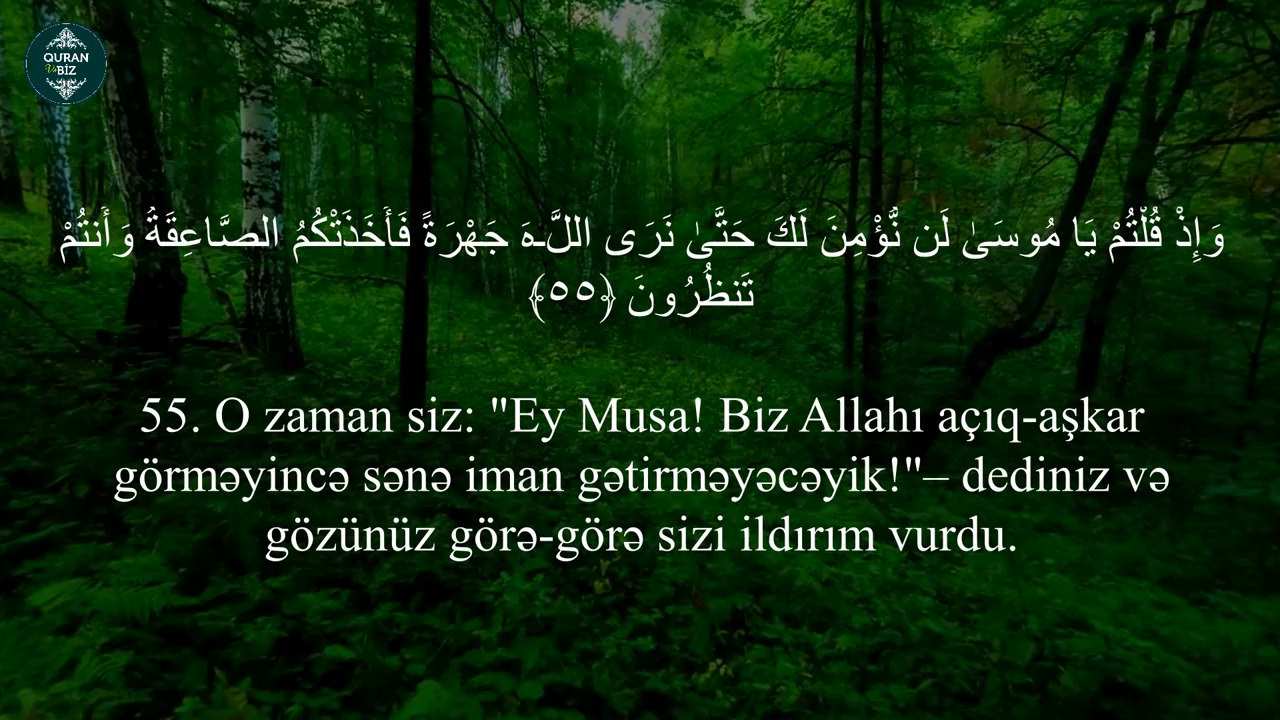 QURAN
Və BİZ
وَإِذْ قُلْتُمْ يَا مُوسَىٰ لَن نُّؤْمِنَ لَكَ حَتَّىٰ نَرَى اللَّـهَ جَهْرَةً فَأَخَذَتْكُمُ الصَّاعِقَةُ وَأَنتُمْ
تَنظُرُونَ ﴿٥٥﴾
55. O zaman siz: "Ey Musa! Biz Allahı açıq-aşkar
görməyincə sənə iman gətirməyəcəyik!"– dediniz və
gözünüz görə-görə sizi ildırım vurdu.